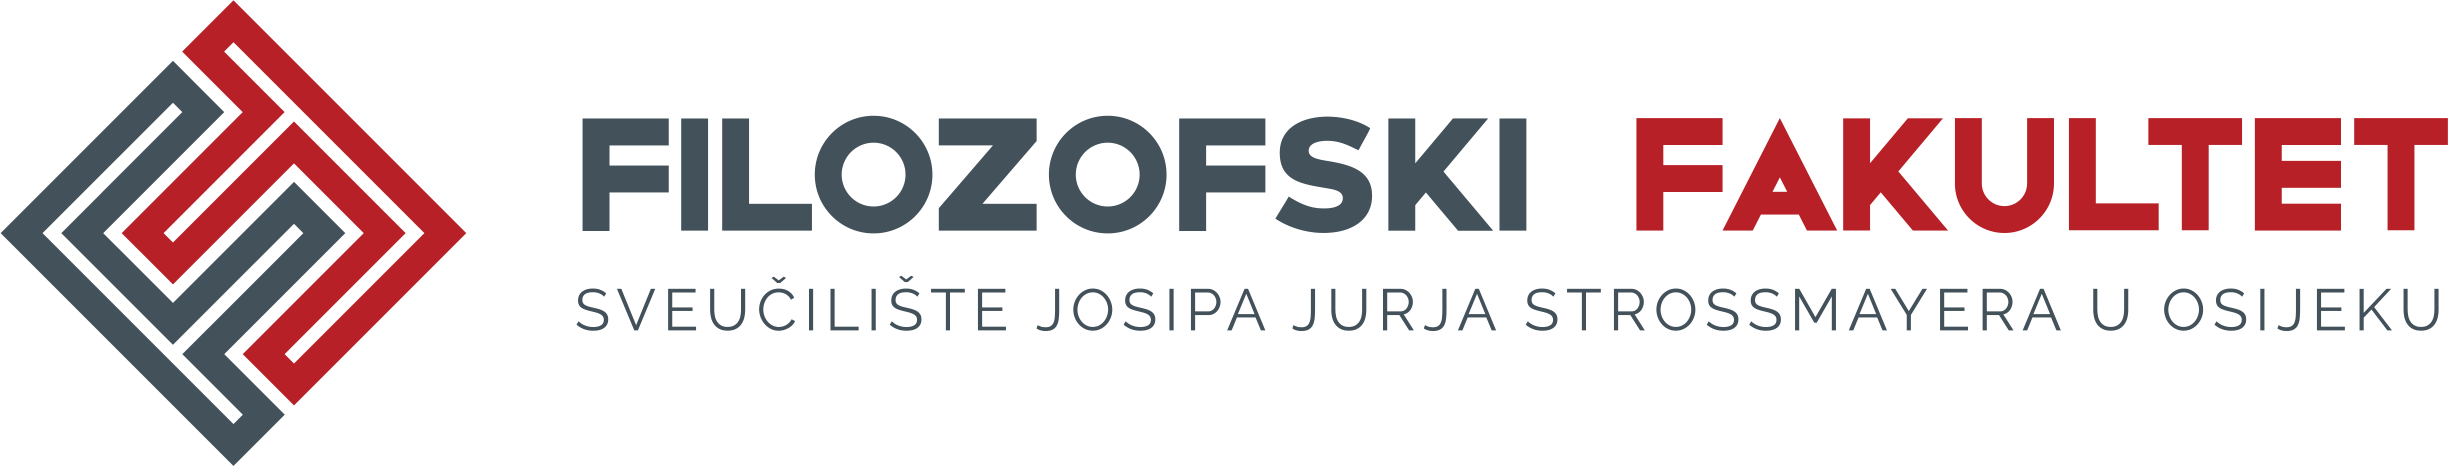 FILOZOFSKI FAKULTET
SVEUČILIŠTE JOSIPA JURJA STROSSMAYERA U OSIJEKU